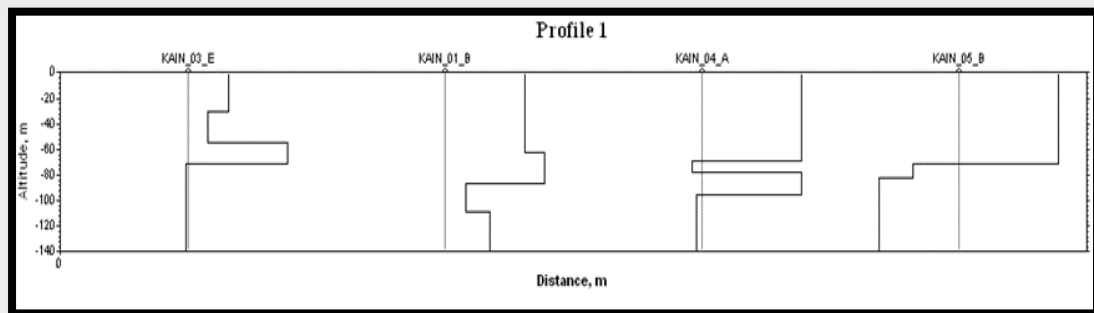 Profile 1
KAIN_03_E KAIN_01_B KAIN_04_A KAIN_05_B
Altitude, m
0
-20
-40
-60
-80
-100
-120
-140
0
Distance, m